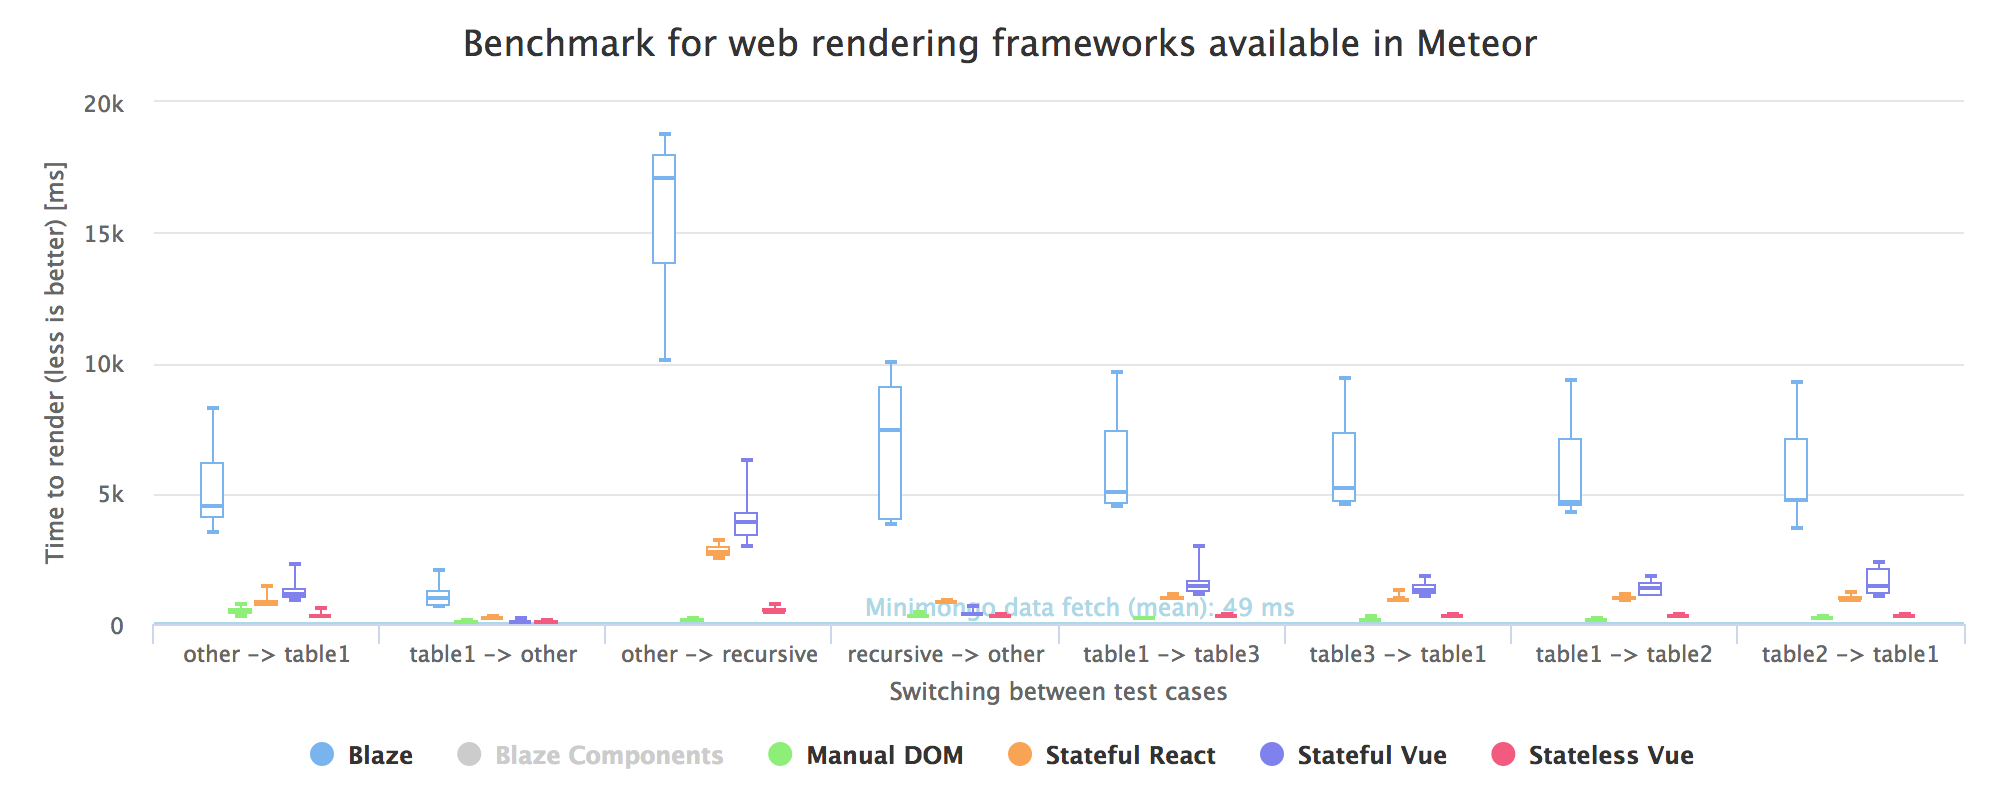 Benchmark for web rendering frameworks available in Meteor
Time to render (less is better) [ms]
20k
15k
10k
5k
0
Minimongo data fetch (mean): 49 ms
other -> table1
table1 -> other
other -> recursive
recursive -> other
table1 -> table3
table3 -> table1
table1 -> table2
table2 -> table1
Switching between test cases
Blaze
Blaze Components
Manual DOM
Stateful React
Stateful Vue
Stateless Vue